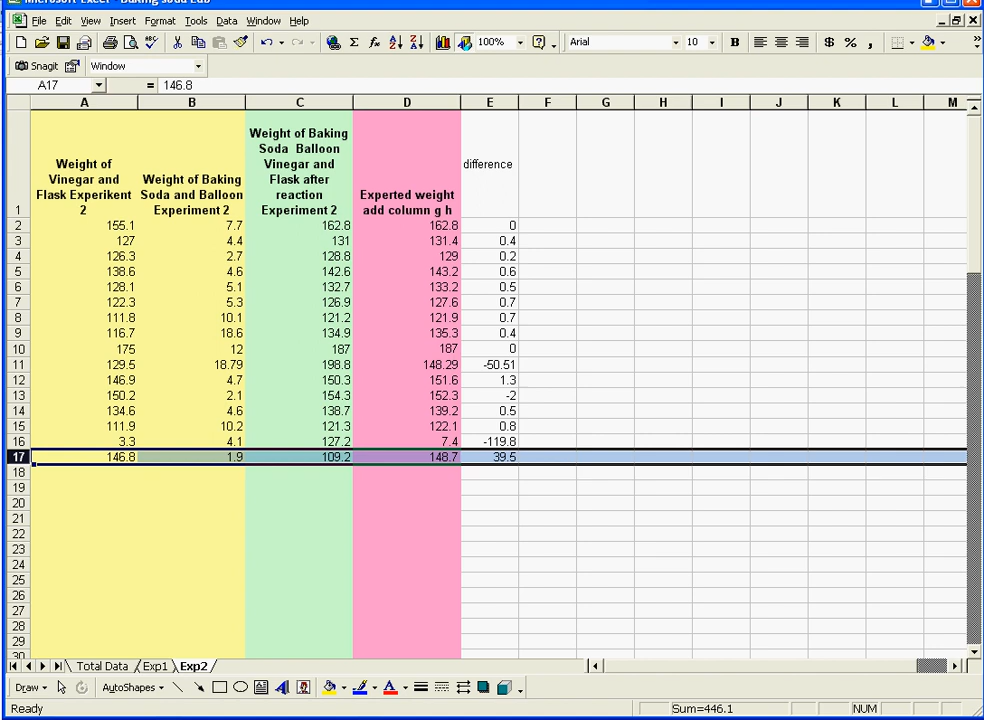 Microsoft Excel - Baking soda Lab
File Edit View Insert Format Tools Data Window Help
100% Arial 10 B $ % , »
Snagit Window
A17 = 146.8
A B C D E F G H I J K L M
1
Weight of
Vinegar and
Flask Experikent
2
Weight of Baking
Soda and Balloon
Experiment 2
Weight of Baking
Soda Balloon
Vinegar and
Flask after
reaction
Experiment 2
Experted weight
add column g h
difference
2 155.1 7.7 162.8 162.8 0
3 127 4.4 131 131.4 0.4
4 126.3 2.7 128.8 129 0.2
5 138.6 4.6 142.6 143.2 0.6
6 128.1 5.1 132.7 133.2 0.5
7 122.3 5.3 126.9 127.6 0.7
8 111.8 10.1 121.2 121.9 0.7
9 116.7 18.6 134.9 135.3 0.4
10 175 12 187 187 0
11 129.5 18.79 198.8 148.29 -50.51
12 146.9 4.7 150.3 151.6 1.3
13 150.2 2.1 154.3 152.3 -2
14 134.6 4.6 138.7 139.2 0.5
15 111.9 10.2 121.3 122.1 0.8
16 3.3 4.1 127.2 7.4 -119.8
17 146.8 1.9 109.2 148.7 39.5
18
19
20
21
22
23
24
25
26
27
28
29
30
Total Data Exp1 Exp2
Draw AutoShapes
Ready Sum=446.1 NUM